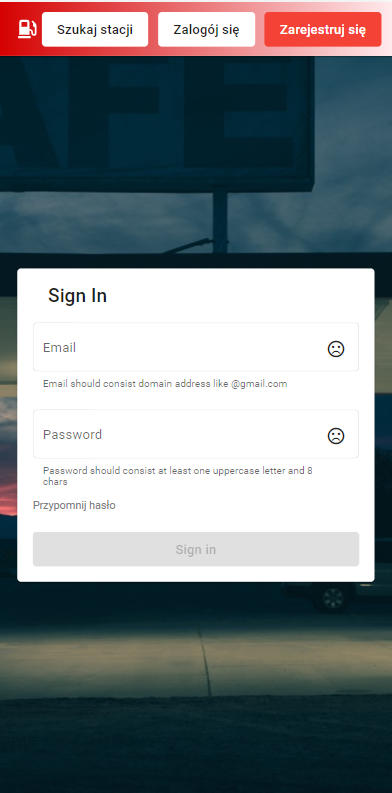 Szukaj stacji
Zalogój się
Zarejestruj się
AFE
Sign In
Email
Email should consist domain address like @gmail.com
Password
Password should consist at least one uppercase letter and 8
chars
Przypomnij hasło
Sign in